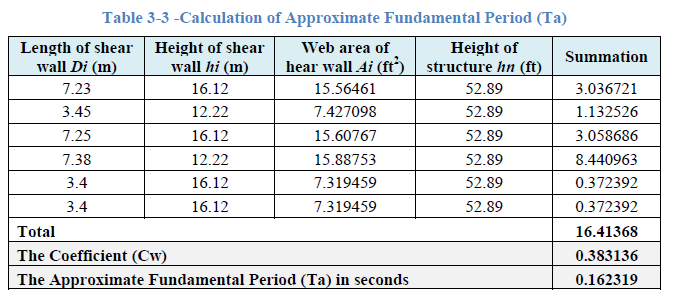 Table 3-3 -Calculation of Approximate Fundamental Period (Ta)
Length of shear wall Di (m) Height of shear wall hi (m) Web area of hear wall Ai (ft²) Height of structure hn (ft) Summation
7.23 16.12 15.56461 52.89 3.036721
3.45 12.22 7.427098 52.89 1.132526
7.25 16.12 15.60767 52.89 3.058686
7.38 12.22 15.88753 52.89 8.440963
3.4 16.12 7.319459 52.89 0.372392
3.4 16.12 7.319459 52.89 0.372392
Total 16.41368
The Coefficient (Cw) 0.383136
The Approximate Fundamental Period (Ta) in seconds 0.162319